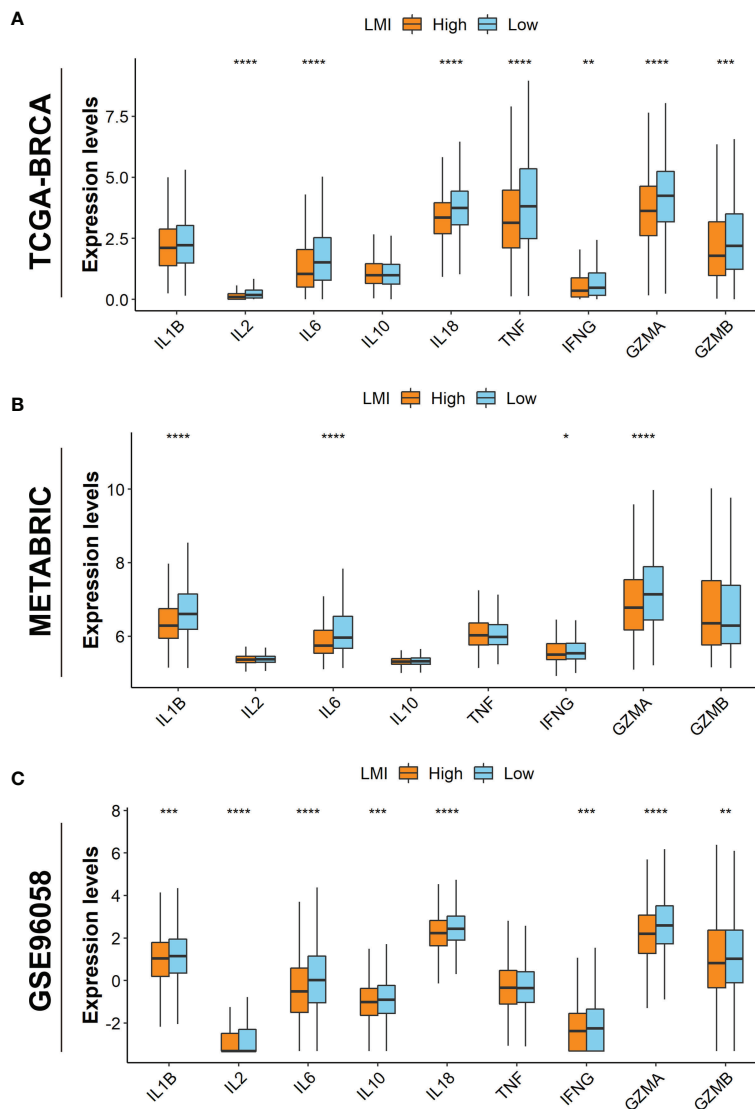 A
LMI High Low
TCGA-BRCA
Expression levels
**** **** **** **** ** **** ***
7.5
5.0
2.5
0.0
IL1B IL2 IL6 IL10 IL18 TNF IFNG GZMA GZMB
B
LMI High Low
METABRIC
Expression levels
**** **** * ****
10
8
6
IL1B IL2 IL6 IL10 TNF IFNG GZMA GZMB
C
LMI High Low
GSE96058
Expression levels
*** **** **** *** **** *** **** **
8
6
4
2
0
-2
IL1B IL2 IL6 IL10 IL18 TNF IFNG GZMA GZMB